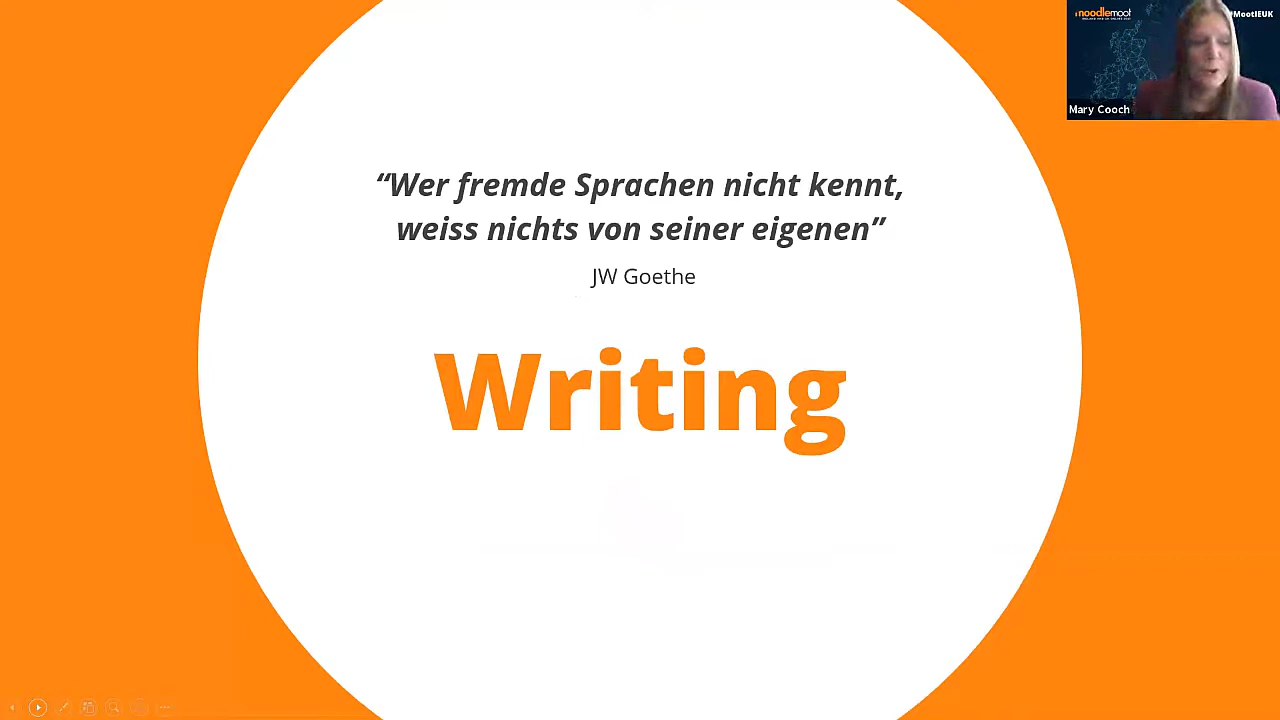 “Wer fremde Sprachen nicht kennt,
weiss nichts von seiner eigenen”
JW Goethe
Writing
moodlemoot
MootIEUK
Mary Cooch